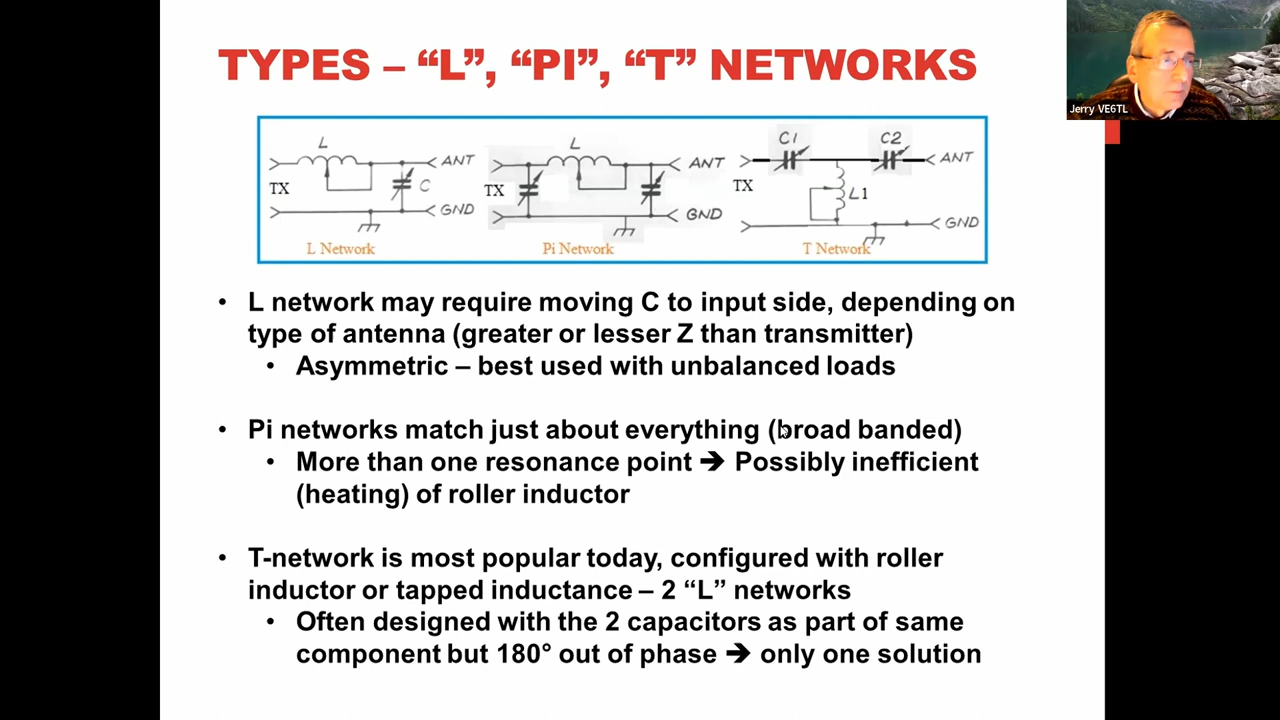 TYPES – “L”, “PI”, “T” NETWORKS
Jerry VE6TL
L
ANT
TX
C
GND
L Network
L
ANT
TX
GND
Pi Network
C1
C2
ANT
TX
L1
GND
T Network
• L network may require moving C to input side, depending on
type of antenna (greater or lesser Z than transmitter)
• Asymmetric – best used with unbalanced loads
• Pi networks match just about everything (broad banded)
• More than one resonance point ➔ Possibly inefficient
(heating) of roller inductor
• T-network is most popular today, configured with roller
inductor or tapped inductance – 2 “L” networks
• Often designed with the 2 capacitors as part of same
component but 180° out of phase ➔ only one solution